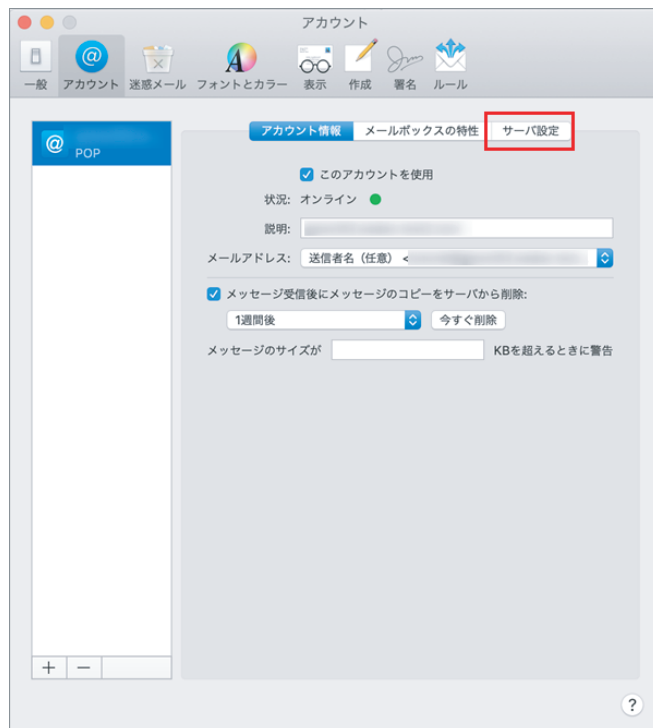 アカウント
一般 アカウント 迷惑メール フォントとカラー 表示 作成 署名 ルール
アカウント情報 メールボックスの特性 サーバ設定
@
POP
このアカウントを使用
状況: オンライン
説明:
メールアドレス: 送信者名（任意） <
メッセージ受信後にメッセージのコピーをサーバから削除:
1週間後 今すぐ削除
メッセージのサイズが KBを超えるときに警告
+ −
?